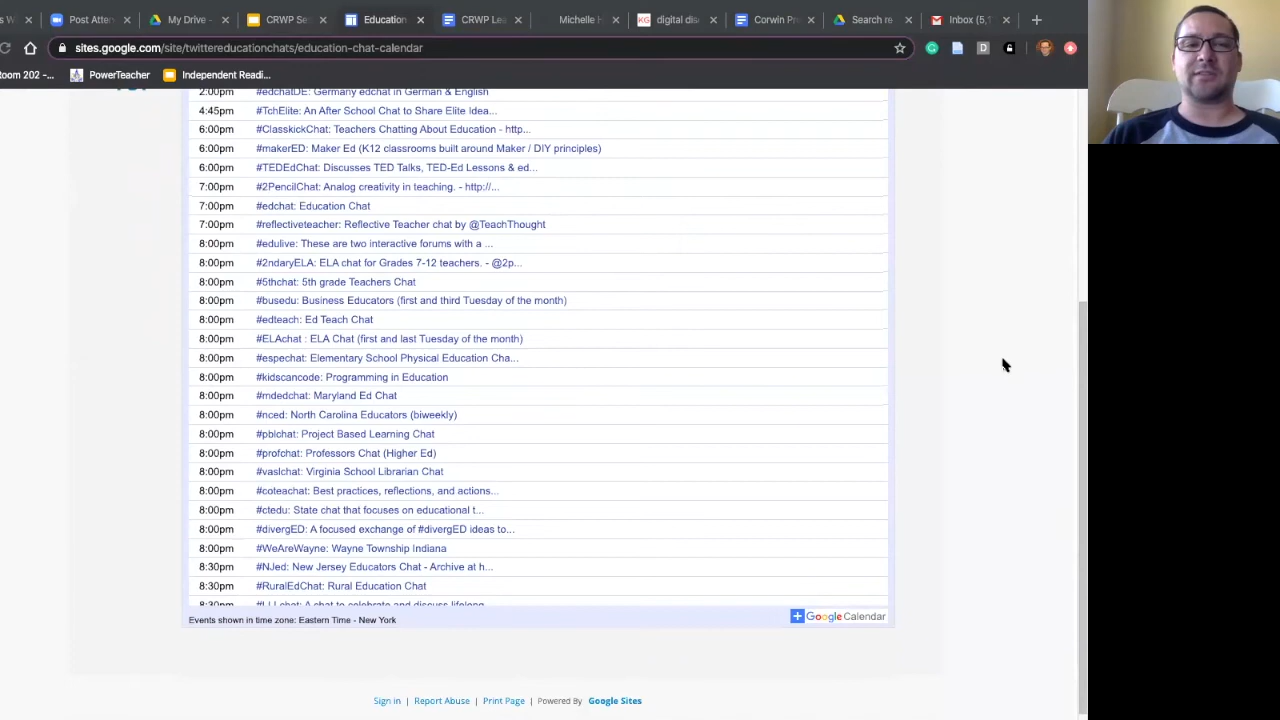 s W
Post Atter
My Drive -
CRWP Se
Education
CRWP Lea
Michelle H
KG digital dis
Corwin Pr
Search re
Inbox (5,1
sites.google.com/site/twittereducationchats/education-chat-calendar
room 202 -...
PowerTeacher
Independent Readi...
2:00pm #edchatDE: Germany edchat in German & English
4:45pm #TchElite: An After School Chat to Share Elite Idea...
6:00pm #ClasskickChat: Teachers Chatting About Education - http...
6:00pm #makerED: Maker Ed (K12 classrooms built around Maker / DIY principles)
6:00pm #TEDEdChat: Discusses TED Talks, TED-Ed Lessons & ed...
7:00pm #2PencilChat: Analog creativity in teaching. - http://...
7:00pm #edchat: Education Chat
7:00pm #reflectiveteacher: Reflective Teacher chat by @TeachThought
8:00pm #edulive: These are two interactive forums with a ...
8:00pm #2ndaryELA: ELA chat for Grades 7-12 teachers. - @2p...
8:00pm #5thchat: 5th grade Teachers Chat
8:00pm #busedu: Business Educators (first and third Tuesday of the month)
8:00pm #edteach: Ed Teach Chat
8:00pm #ELAchat : ELA Chat (first and last Tuesday of the month)
8:00pm #espechat: Elementary School Physical Education Cha...
8:00pm #kidscancode: Programming in Education
8:00pm #mdedchat: Maryland Ed Chat
8:00pm #nced: North Carolina Educators (biweekly)
8:00pm #pblchat: Project Based Learning Chat
8:00pm #profchat: Professors Chat (Higher Ed)
8:00pm #vaslchat: Virginia School Librarian Chat
8:00pm #coteachat: Best practices, reflections, and actions...
8:00pm #ctedu: State chat that focuses on educational t...
8:00pm #divergED: A focused exchange of #divergED ideas to...
8:00pm #WeAreWayne: Wayne Township Indiana
8:30pm #NJed: New Jersey Educators Chat - Archive at h...
8:30pm #RuralEdChat: Rural Education Chat
8:30pm A chat to celebrate and discuss lifelong
Events shown in time zone: Eastern Time - New York
Google Calendar
Sign in | Report Abuse | Print Page | Powered By Google Sites